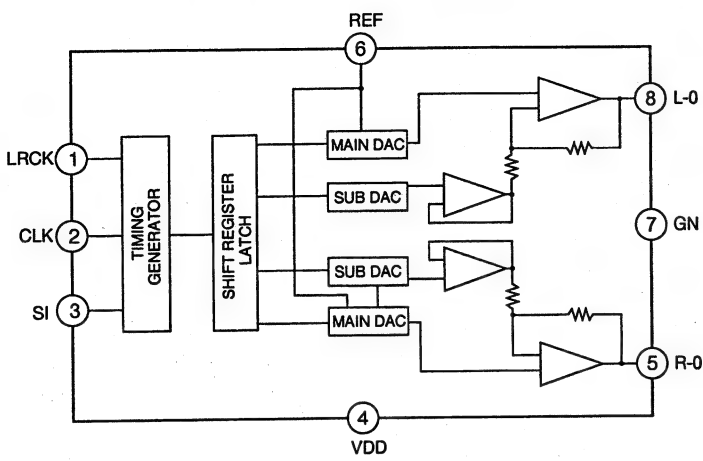 REF
6
LRCK 1
CLK 2
SI 3
TIMING
GENERATOR
SHIFT REGISTER
LATCH
MAIN DAC
SUB DAC
SUB DAC
MAIN DAC
8 L-0
7 GN
5 R-0
4
VDD